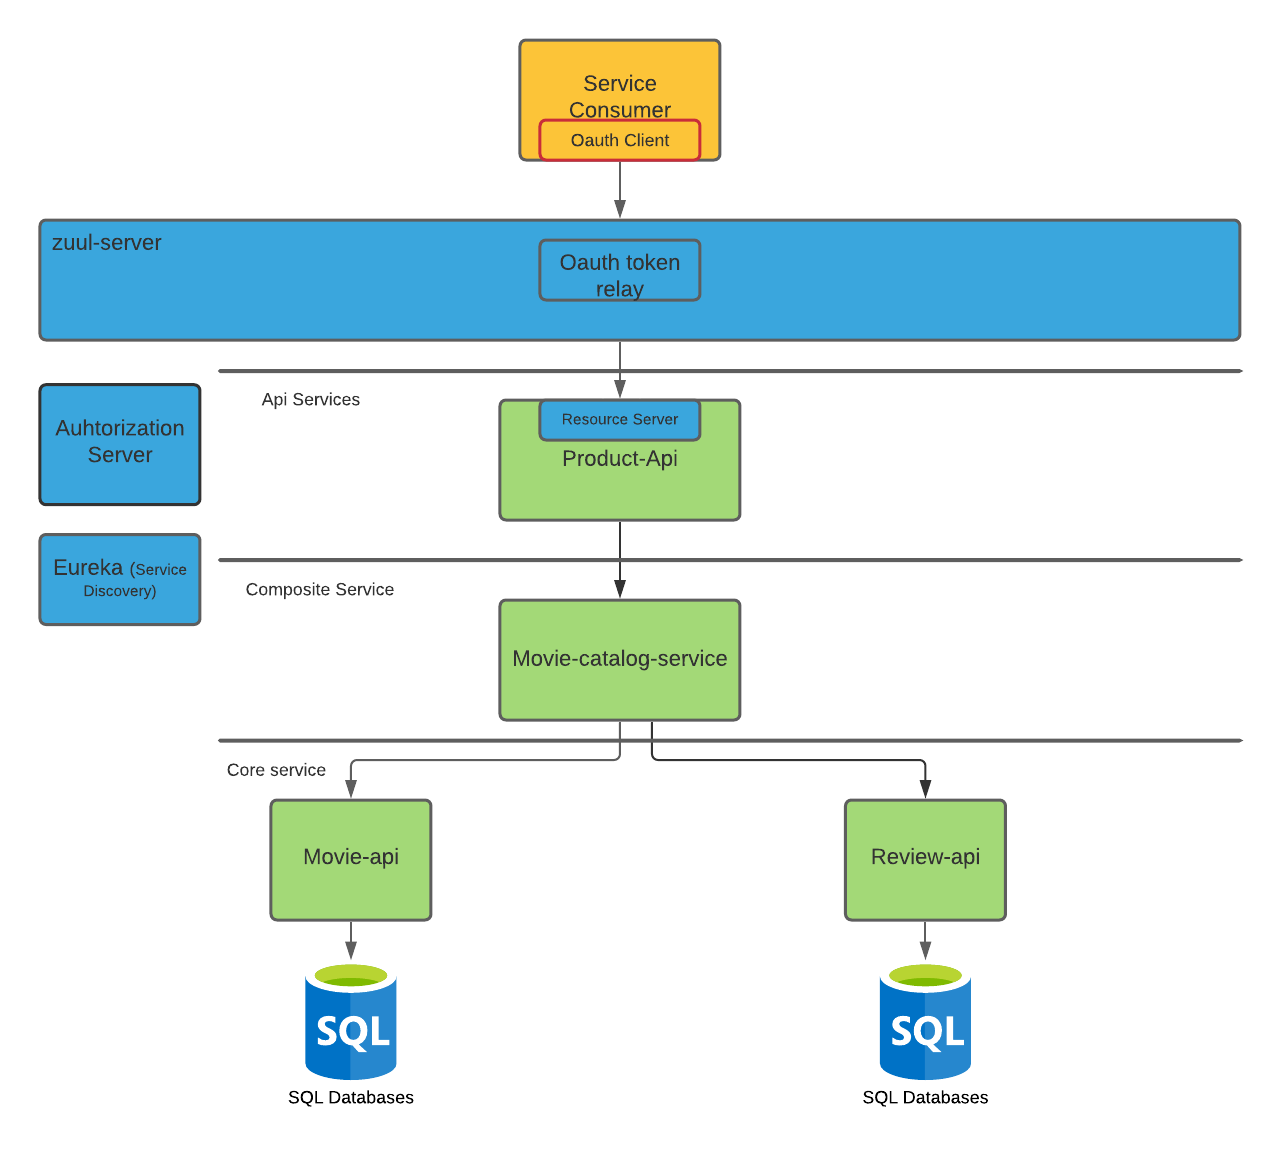 Service
Consumer
Oauth Client
zuul-server
Oauth token
relay
Api Services
Auhtorization
Server
Resource Server
Product-Api
Eureka (Service
Discovery)
Composite Service
Movie-catalog-service
Core service
Movie-api
Review-api
SQL
SQL
SQL Databases
SQL Databases